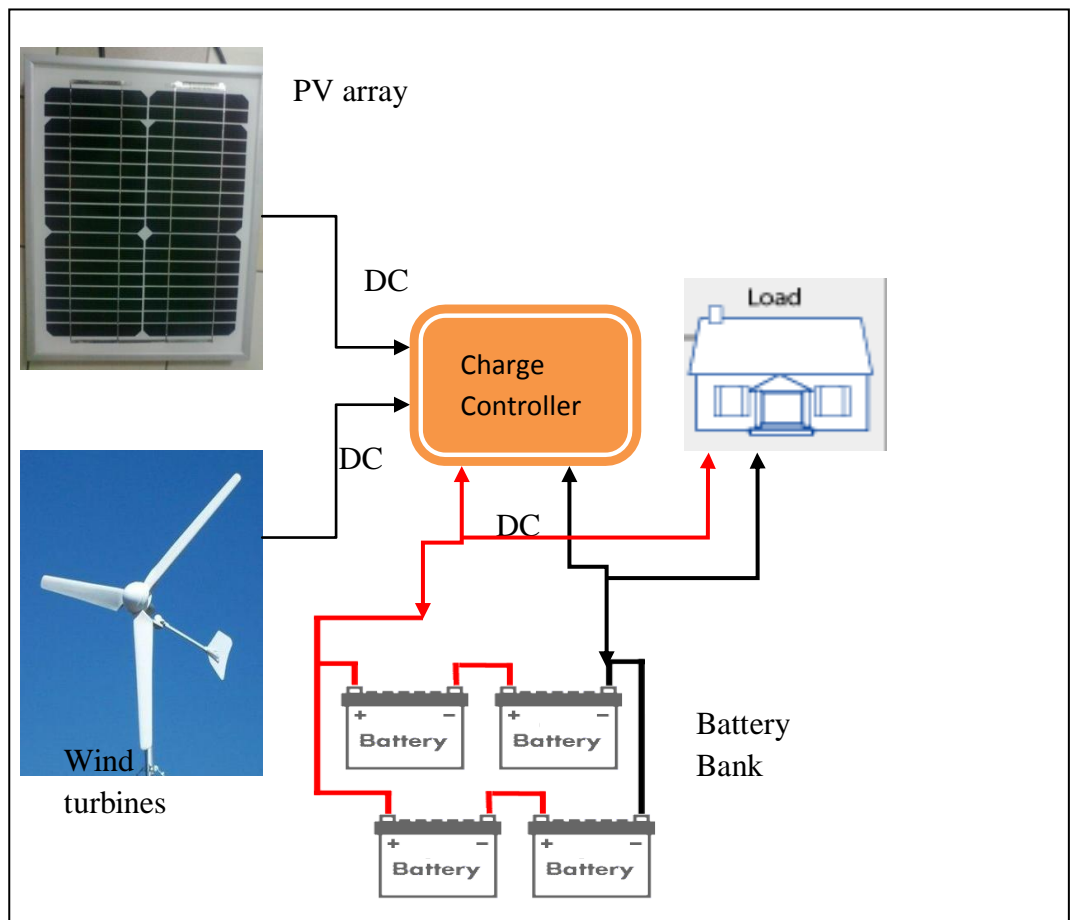 PV array
DC
Load
Charge
Controller
DC
DC
+ −
Battery
+ −
Battery
Battery
Bank
Wind
turbines
+ −
Battery
+ −
Battery